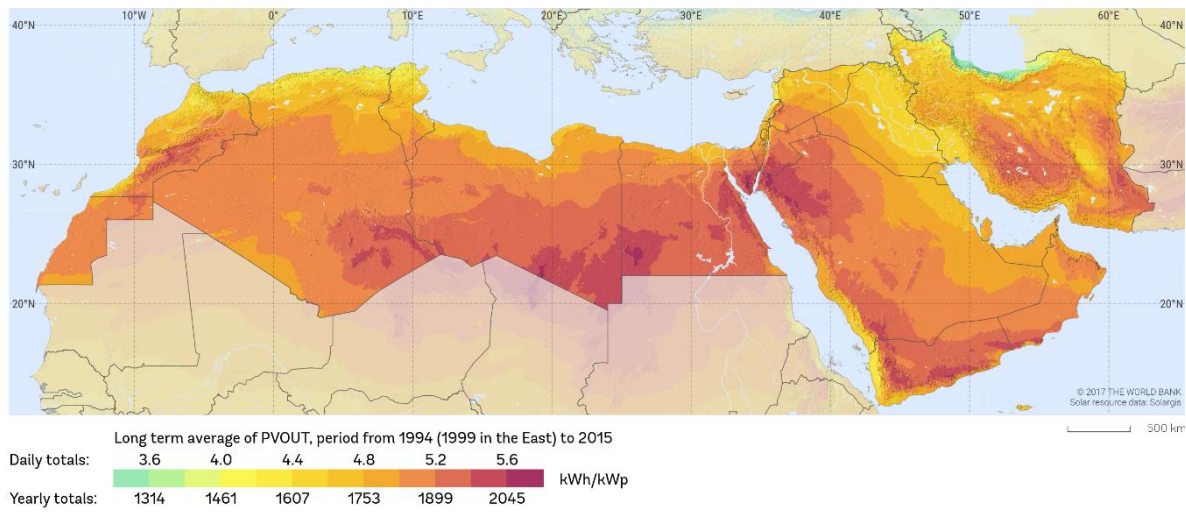 10°W 0° 10°E 20°E 30°E 40°E 50°E 60°E
40°N 40°N
30°N 30°N
20°N 20°N
© 2017 THE WORLD BANK
Solar resource data: Solargis
500 km
Long term average of PVOUT, period from 1994 (1999 in the East) to 2015
Daily totals: 3.6 4.0 4.4 4.8 5.2 5.6
kWh/kWp
Yearly totals: 1314 1461 1607 1753 1899 2045